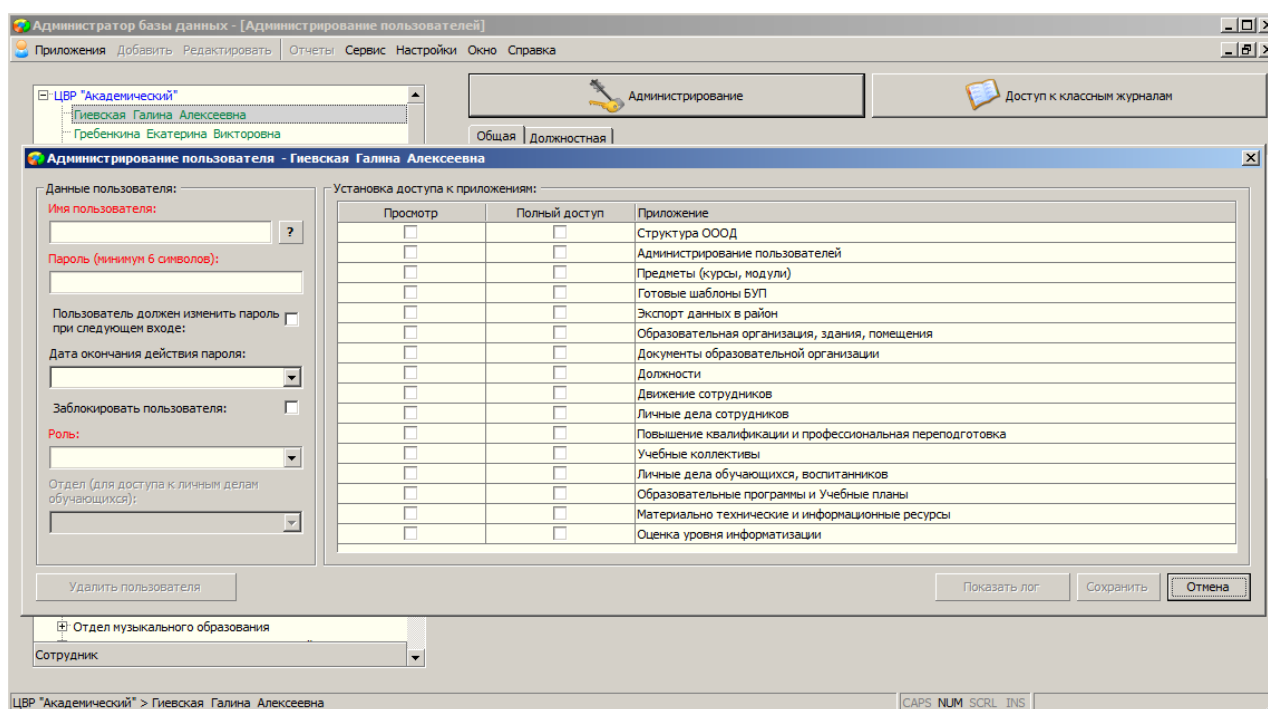 Администратор базы данных - [Администрирование пользователей]
Приложения Добавить Редактировать Отчеты Сервис Настройки Окно Справка
ЦВР "Академический"
Гиевская Галина Алексеевна
Гребенкина Екатерина Викторовна
Администрирование
Доступ к классным журналам
Общая Должностная
Администрирование пользователя - Гиевская Галина Алексеевна
Данные пользователя:
Имя пользователя:
?
Пароль (минимум 6 символов):
Пользователь должен изменить пароль
при следующем входе:
Дата окончания действия пароля:
Заблокировать пользователя:
Роль:
Отдел (для доступа к личным делам
обучающихся):
Установка доступа к приложениям:
Просмотр Полный доступ Приложение
Структура ОООД
Администрирование пользователей
Предметы (курсы, модули)
Готовые шаблоны БУП
Экспорт данных в район
Образовательная организация, здания, помещения
Документы образовательной организации
Должности
Движение сотрудников
Личные дела сотрудников
Повышение квалификации и профессиональная переподготовка
Учебные коллективы
Личные дела обучающихся, воспитанников
Образовательные программы и Учебные планы
Материально технические и информационные ресурсы
Оценка уровня информатизации
Удалить пользователя
Показать лог
Сохранить
Отмена
Отдел музыкального образования
Сотрудник
ЦВР "Академический" > Гиевская Галина Алексеевна
CAPS NUM SCRL INS